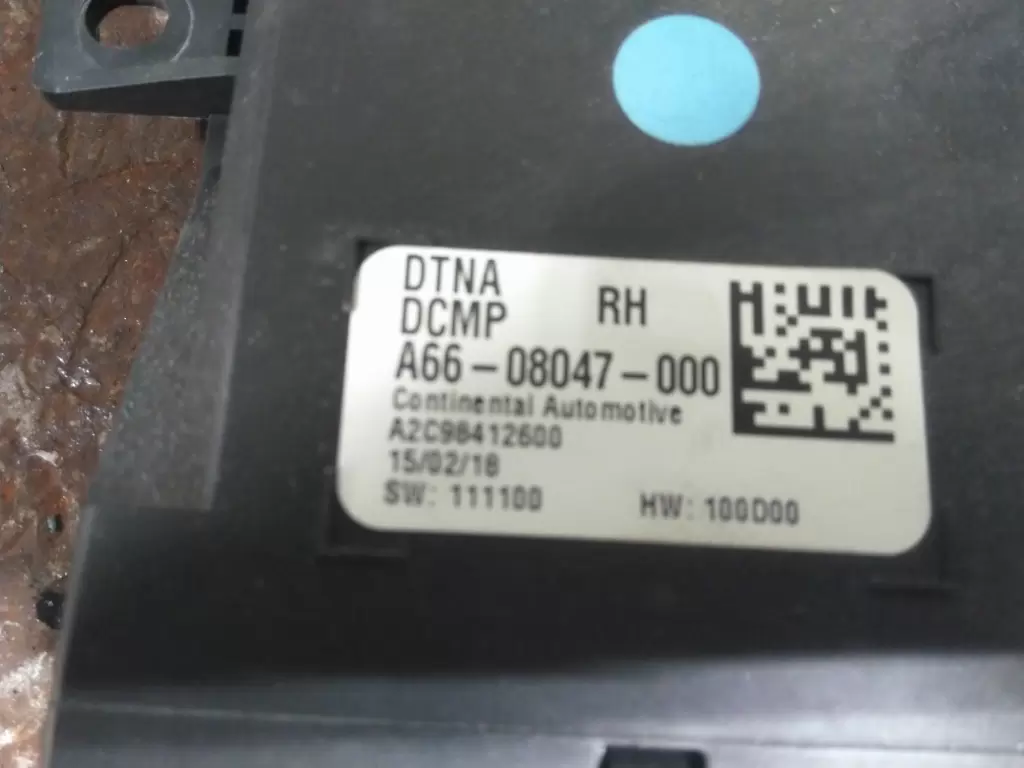 DTNA
DCMP RH
A66-08047-000
Continental Automotive
A2C98412600
15/02/18
SW: 111100 HW: 100D00